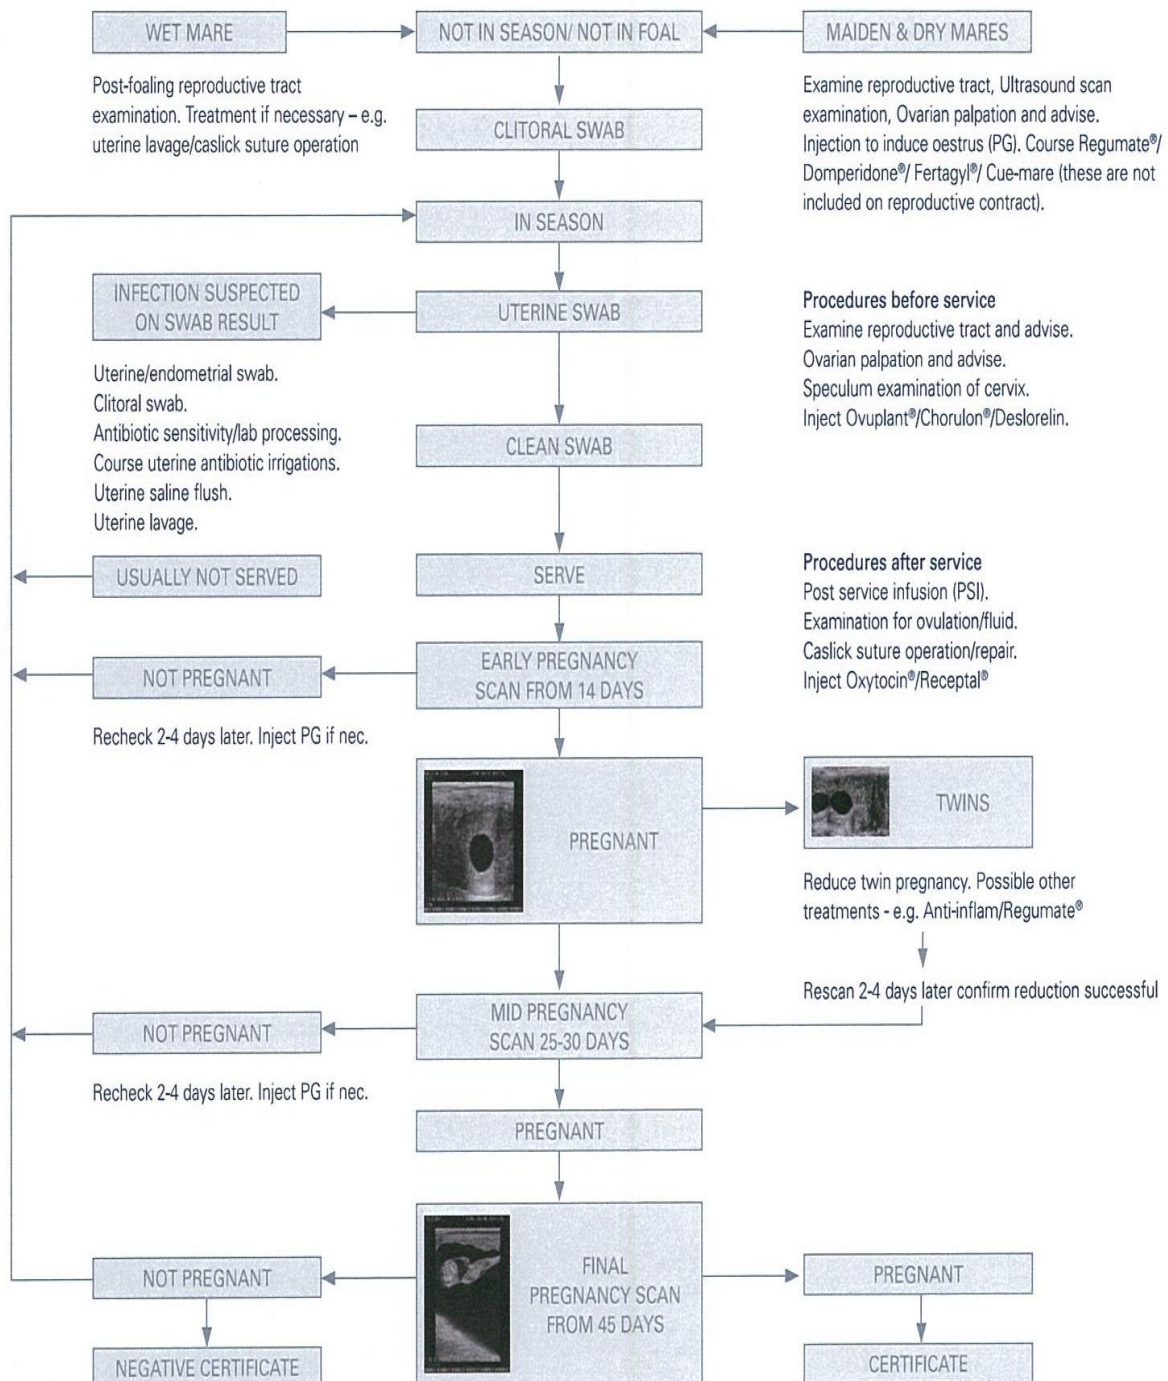 WET MARE
NOT IN SEASON/ NOT IN FOAL
MAIDEN & DRY MARES
Post-foaling reproductive tract
examination. Treatment if necessary – e.g.
uterine lavage/caslick suture operation
Examine reproductive tract, Ultrasound scan
examination, Ovarian palpation and advise.
Injection to induce oestrus (PG). Course Regumate®/
Domperidone®/ Fertagyl®/ Cue-mare (these are not
included on reproductive contract).
CLITORAL SWAB
IN SEASON
INFECTION SUSPECTED
ON SWAB RESULT
UTERINE SWAB
Procedures before service
Examine reproductive tract and advise.
Ovarian palpation and advise.
Speculum examination of cervix.
Inject Ovuplant®/Chorulon®/Deslorelin.
Uterine/endometrial swab.
Clitoral swab.
Antibiotic sensitivity/lab processing.
Course uterine antibiotic irrigations.
Uterine saline flush.
Uterine lavage.
CLEAN SWAB
USUALLY NOT SERVED
SERVE
Procedures after service
Post service infusion (PSI).
Examination for ovulation/fluid.
Caslick suture operation/repair.
Inject Oxytocin®/Receptal®
NOT PREGNANT
EARLY PREGNANCY
SCAN FROM 14 DAYS
Recheck 2-4 days later. Inject PG if nec.
PREGNANT
TWINS
Reduce twin pregnancy. Possible other
treatments - e.g. Anti-inflam/Regumate®
Rescan 2-4 days later confirm reduction successful
NOT PREGNANT
MID PREGNANCY
SCAN 25-30 DAYS
Recheck 2-4 days later. Inject PG if nec.
PREGNANT
NOT PREGNANT
FINAL
PREGNANCY SCAN
FROM 45 DAYS
PREGNANT
NEGATIVE CERTIFICATE
CERTIFICATE